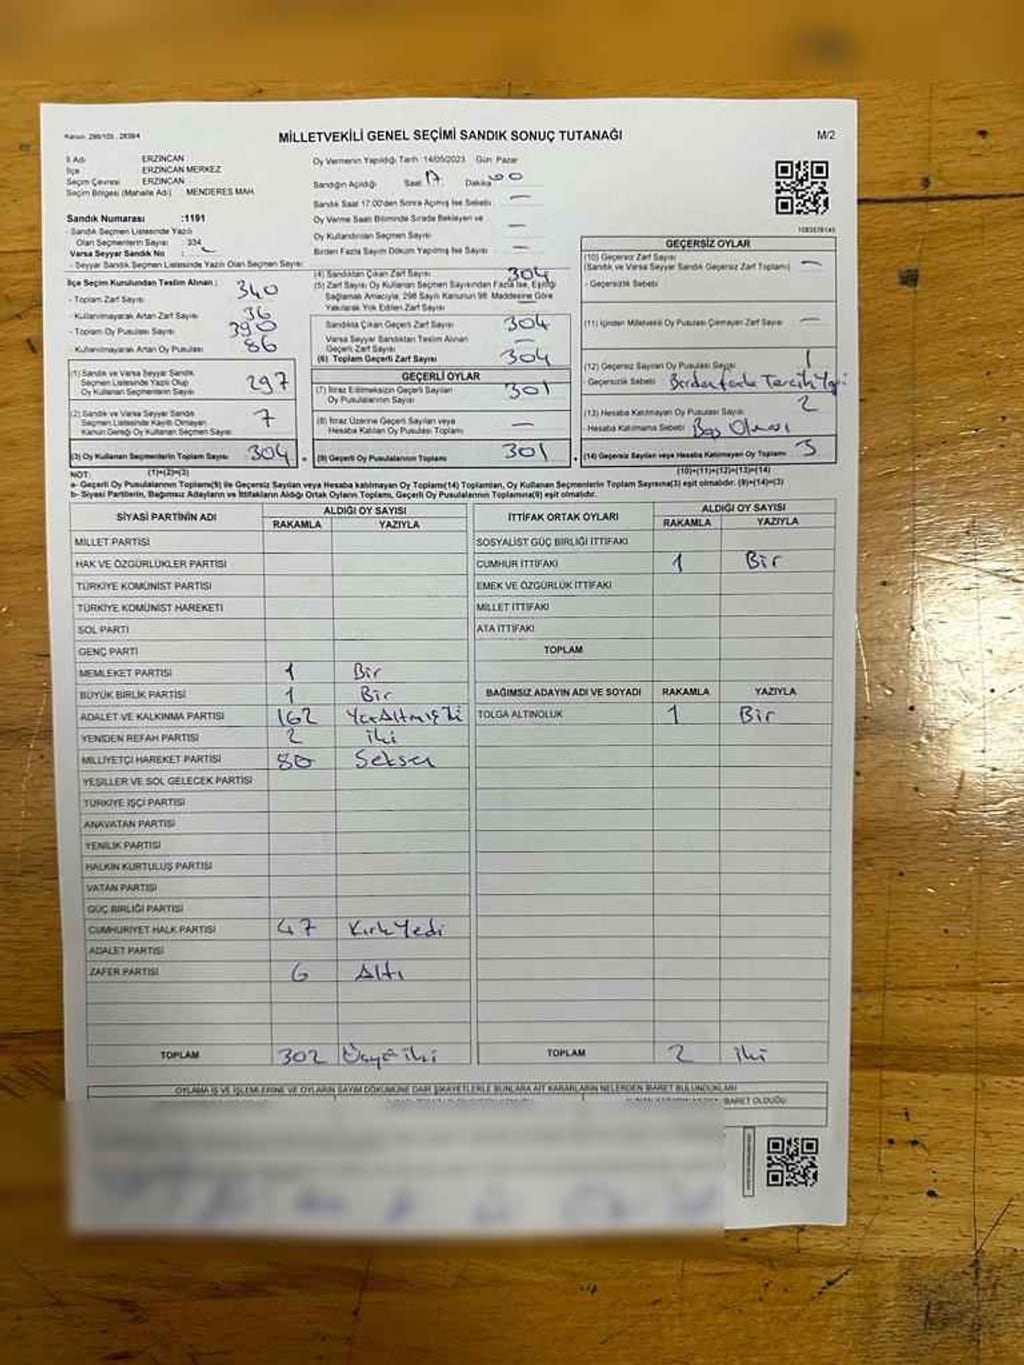 Kanun: 298/105, 2839/4
MİLLETVEKİLİ GENEL SEÇİMİ SANDIK SONUÇ TUTANAĞI
M/2
İl Adı ERZİNCAN
İlçe ERZİNCAN MERKEZ
Seçim Çevresi ERZİNCAN
Seçim Bölgesi (Mahalle Adı) MENDERES MAH.
Sandık Numarası :1191
- Sandık Seçmen Listesinde Yazılı
Olan Seçmenlerin Sayısı : 334
Varsa Seyyar Sandık No :
- Seyyar Sandık Seçmen Listesinde Yazılı Olan Seçmen Sayısı:
Oy Vermenin Yapıldığı Tarih :14/05/2023 Gün: Pazar
Sandığın Açıldığı Saat 17 Dakika 00
Sandık Saat 17.00'den Sonra Açılmış İse Sebebi —
Oy Verme Saati Bitiminde Sırada Bekleyen ve
Oy Kullandırılan Seçmen Sayısı —
Birden Fazla Sayım Döküm Yapılmış İse Sayısı —
İlçe Seçim Kurulundan Teslim Alınan :
- Toplam Zarf Sayısı 340
- Kullanılmayarak Artan Zarf Sayısı 36
- Toplam Oy Pusulası Sayısı 390
- Kullanılmayarak Artan Oy Pusulası 86
(1) Sandık ve Varsa Seyyar Sandık
Seçmen Listesinde Yazılı Olup
Oy Kullanan Seçmenlerin Sayısı 297
(2) Sandık ve Varsa Seyyar Sandık
Seçmen Listesinde Kayıtlı Olmayan
Kanun Gereği Oy Kullanan Seçmen Sayısı 7
(3) Oy Kullanan Seçmenlerin Toplam Sayısı 304
(1)+(2)=(3)
(4) Sandıktan Çıkan Zarf Sayısı 304
(5) Zarf Sayısı Oy Kullanan Seçmen Sayısından Fazla İse, Eşitliği
Sağlamak Amacıyla; 298 Sayılı Kanunun 98. Maddesine Göre
Yakılarak Yok Edilen Zarf Sayısı —
Sandıkta Çıkan Geçerli Zarf Sayısı 304
Varsa Seyyar Sandıktan Teslim Alınan
Geçerli Zarf Sayısı —
(6) Toplam Geçerli Zarf Sayısı 304
GEÇERLİ OYLAR
(7) İtiraz Edilmeksizin Geçerli Sayılan
Oy Pusulalarının Sayısı 301
(8) İtiraz Üzerine Geçerli Sayılan veya
Hesaba Katılan Oy Pusulası Toplamı —
(9) Geçerli Oy Pusulalarının Toplamı 301
GEÇERSİZ OYLAR
(10) Geçersiz Zarf Sayısı
(Sandık ve Varsa Seyyar Sandık Geçersiz Zarf Toplamı) —
- Geçersizlik Sebebi
(11) İçinden Milletvekili Oy Pusulası Çıkmayan Zarf Sayısı —
(12) Geçersiz Sayılan Oy Pusulası Sayısı 1
Geçersizlik Sebebi Birden fazla Tercih
(13) Hesaba Katılmayan Oy Pusulası Sayısı 2
- Hesaba Katılmama Sebebi Boş Olması
(14) Geçersiz Sayılan veya Hesaba Katılmayan Oy Toplamı 3
(10)+(11)+(12)+(13)=(14)
NOT:
a- Geçerli Oy Pusulalarının Toplamı(9) ile Geçersiz Sayılan veya Hesaba Katılmayan Oy Toplamı(14) Toplamları, Oy Kullanan Seçmenlerin Toplam Sayısına(3) eşit olmalıdır. (9)+(14)=(3)
b- Siyasi Partilerin, Bağımsız Adayların ve İttifakların Aldığı Ortak Oyların Toplamı, Geçerli Oy Pusulalarının Toplamına(9) eşit olmalıdır.
SİYASİ PARTİNİN ADI ALDIĞI OY SAYISI
RAKAMLA YAZIYLA
MİLLET PARTİSİ
HAK VE ÖZGÜRLÜKLER PARTİSİ
TÜRKİYE KOMÜNİST PARTİSİ
TÜRKİYE KOMÜNİST HAREKETİ
SOL PARTİ
GENÇ PARTİ
MEMLEKET PARTİSİ 1 Bir
BÜYÜK BİRLİK PARTİSİ 1 Bir
ADALET VE KALKINMA PARTİSİ 162
YENİDEN REFAH PARTİSİ 2 iki
MİLLİYETÇİ HAREKET PARTİSİ 80 Seksen
YEŞİLLER VE SOL GELECEK PARTİSİ
TÜRKİYE İŞÇİ PARTİSİ
ANAVATAN PARTİSİ
YENİLİK PARTİSİ
HALKIN KURTULUŞ PARTİSİ
VATAN PARTİSİ
GÜÇ BİRLİĞİ PARTİSİ
CUMHURİYET HALK PARTİSİ 47 Kırk Yedi
ADALET PARTİSİ
ZAFER PARTİSİ 6 Altı
TOPLAM 302 Üçyüz iki
İTTİFAK ORTAK OYLARI ALDIĞI OY SAYISI
RAKAMLA YAZIYLA
SOSYALİST GÜÇ BİRLİĞİ İTTİFAKI
CUMHUR İTTİFAKI 1 Bir
EMEK VE ÖZGÜRLÜK İTTİFAKI
MİLLET İTTİFAKI
ATA İTTİFAKI
TOPLAM
BAĞIMSIZ ADAYIN ADI VE SOYADI RAKAMLA YAZIYLA
TOLGA ALTINOLUK 1 Bir
TOPLAM 2 iki
OYLAMA İŞ VE İŞLEMLERİNE VE OYLARIN SAYIM DÖKÜMÜNE DAİR ŞİKAYETLERLE BUNLARA AİT KARARLARIN NELERDEN İBARET BULUNDUKLARI